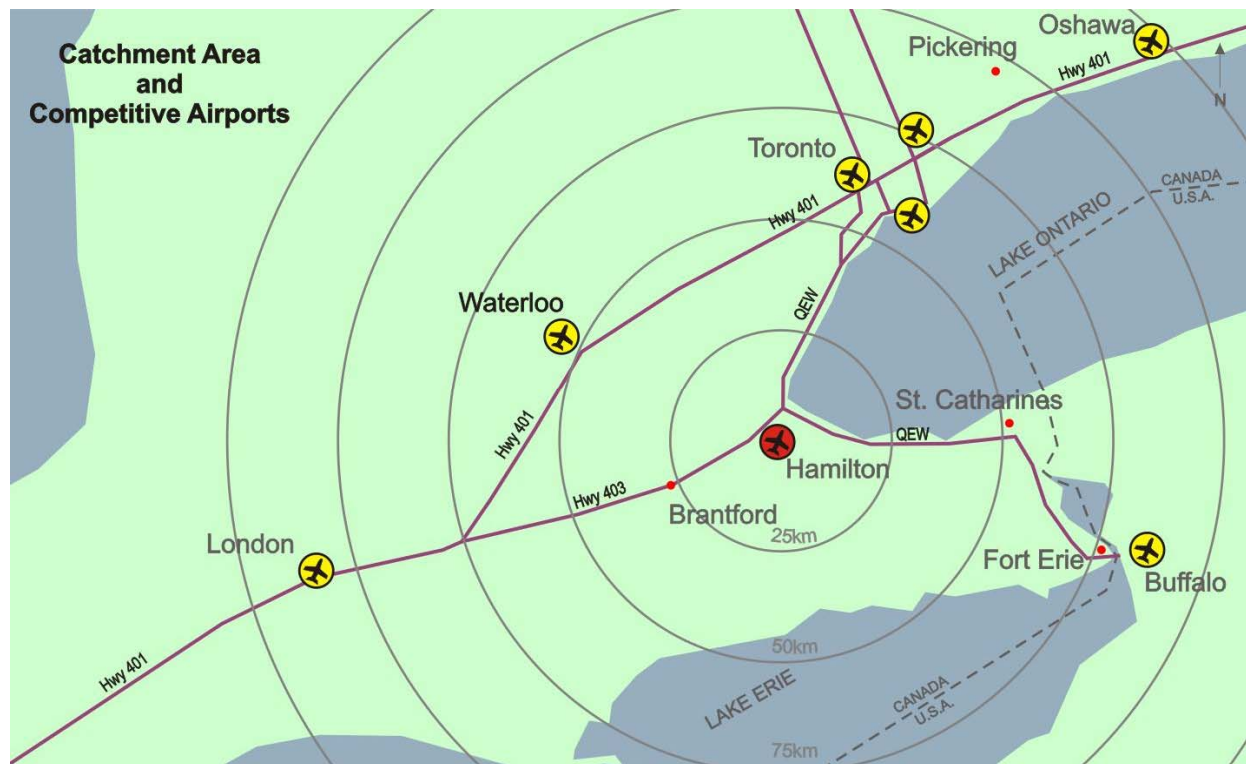 Catchment Area
and
Competitive Airports
Oshawa
Pickering
Hwy 401
N
Toronto
CANADA
U.S.A.
Hwy 401
LAKE ONTARIO
Waterloo
QEW
St. Catharines
Hwy 401
QEW
Hamilton
Hwy 403
Brantford
25km
London
Fort Erie
Buffalo
50km
Hwy 401
LAKE ERIE
CANADA
U.S.A.
75km